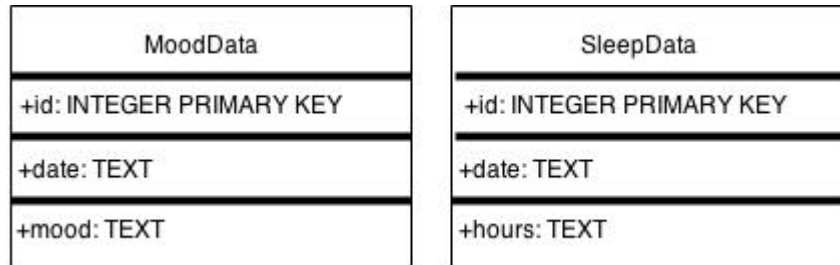 MoodData
+id: INTEGER PRIMARY KEY
+date: TEXT
+mood: TEXT
SleepData
+id: INTEGER PRIMARY KEY
+date: TEXT
+hours: TEXT